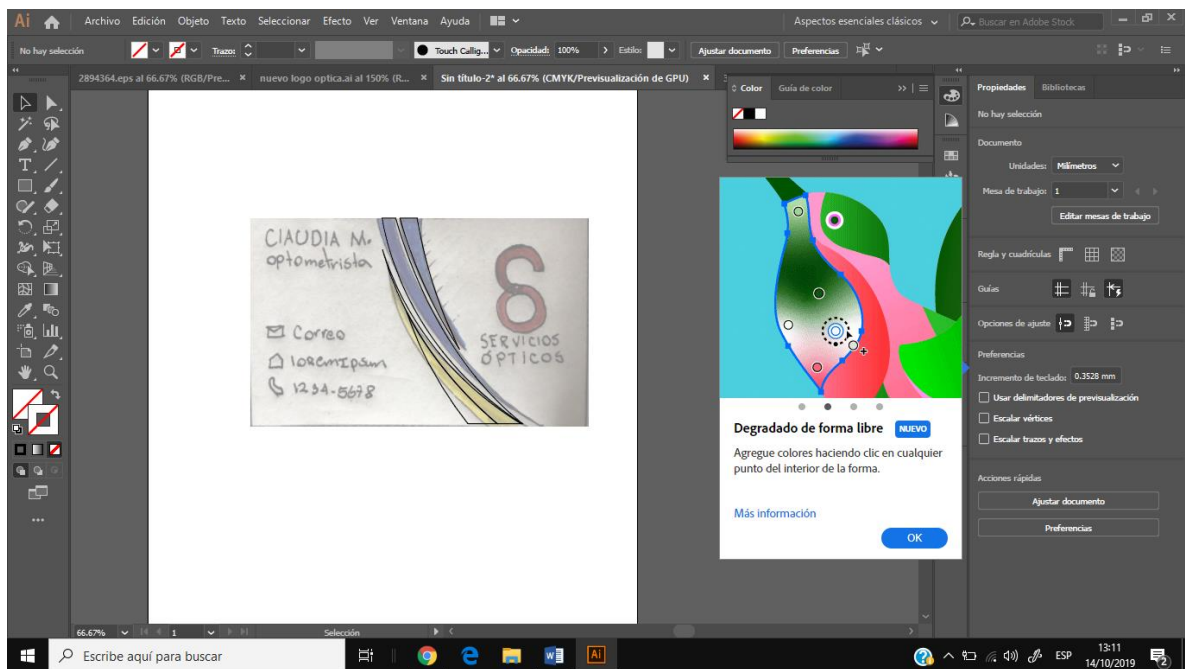 Ai Archivo Edición Objeto Texto Seleccionar Efecto Ver Ventana Ayuda Aspectos esenciales clásicos Buscar en Adobe Stock
No hay selección Trazo: Touch Callig... Opacidad: 100% Estilo: Ajustar documento Preferencias
2894364.eps al 66.67% (RGB/Pre... × nuevo logo optica.ai al 150% (R... × Sin título-2* al 66.67% (CMYK/Previsualización de GPU) ×
Color Guía de color
Propiedades Bibliotecas
No hay selección
Documento
Unidades: Milímetros
Mesa de trabajo: 1
Editar mesas de trabajo
Regla y cuadrículas
Guías
Opciones de ajuste
Preferencias
Incremento de teclado: 0.3528 mm
Usar delimitadores de previsualización
Escalar vértices
Escalar trazos y efectos
Acciones rápidas
Ajustar documento
Preferencias
CLAUDIA M.
optometrista
Correo
loremIpsum
1234-5678
8
SERVICIOS
ÓPTICOS
Degradado de forma libre NUEVO
Agregue colores haciendo clic en cualquier
punto del interior de la forma.
Más información
OK
66.67% 1 Selección
Escribe aquí para buscar
Ai
ESP
13:11
14/10/2019
2